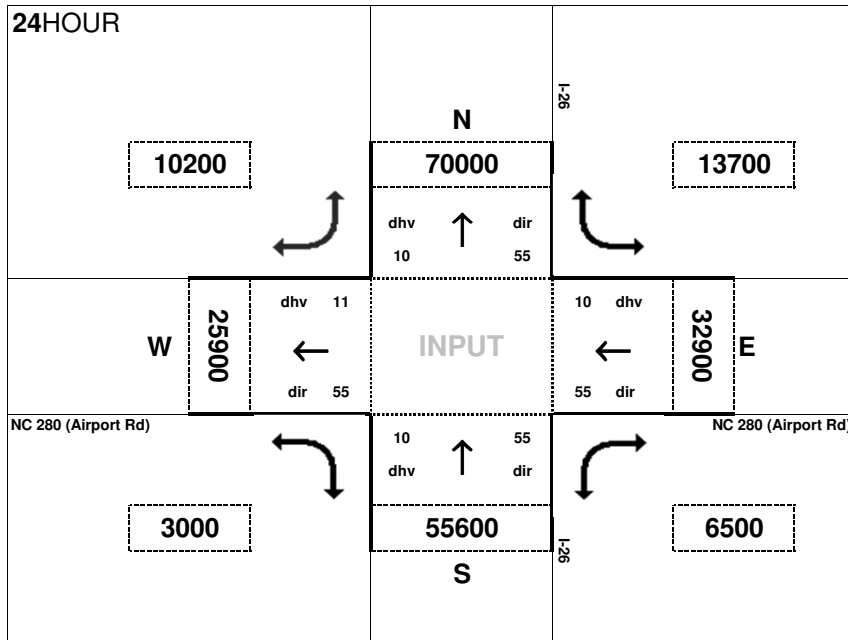 24HOUR
I-26
N
10200
70000
13700
dhv dir
10 55
dhv 11
10 dhv
W
25900
INPUT
32900
E
dir 55
55 dir
NC 280 (Airport Rd)
NC 280 (Airport Rd)
10 55
dhv dir
3000
55600
6500
I-26
S